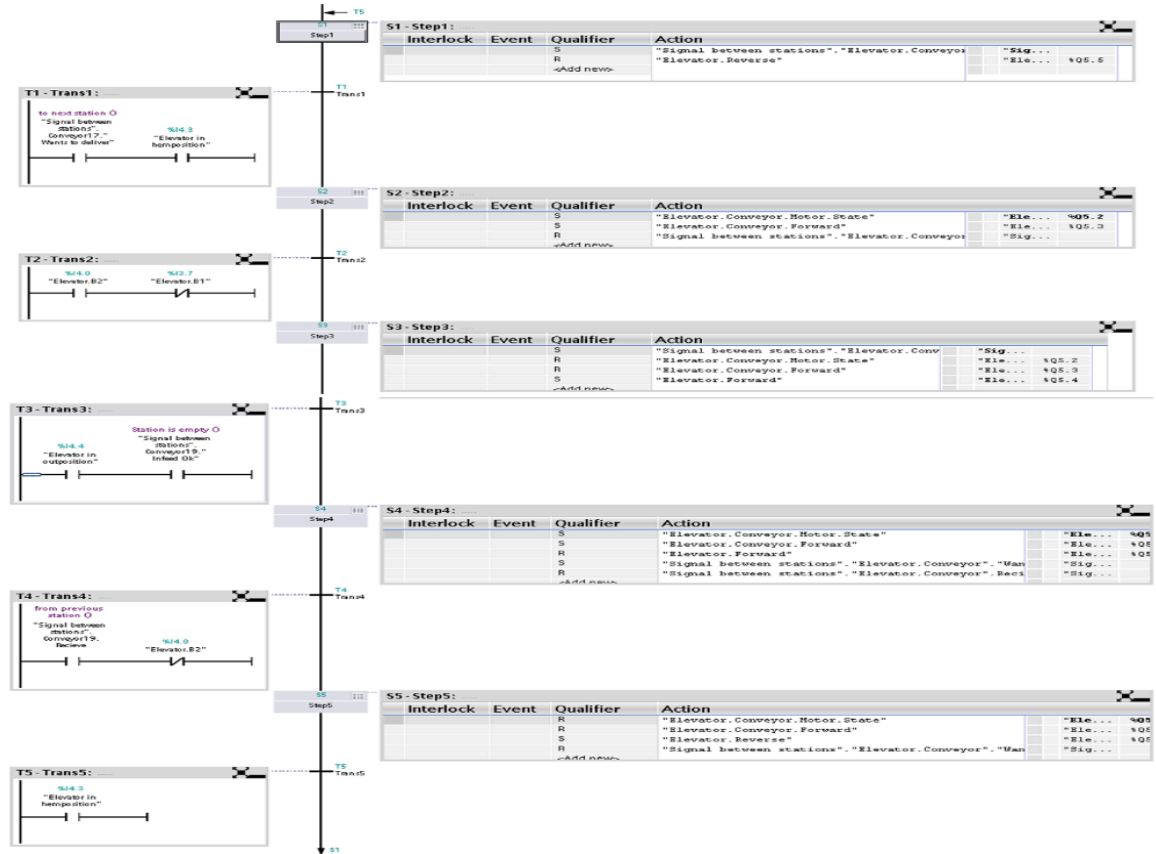 T5
S1
Step1
S1 - Step1:
Interlock Event Qualifier Action
S "Signal between stations"."Elevator.Conveyor "Sig...
R "Elevator.Reverse" "Ele... %Q5.5
<Add new>
T1 - Trans1:
T1
Trans1
to next station ()
"Signal between
stations".
Conveyor17."
Wants to deliver"
%I4.3
"Elevator in
hemposition"
S2
Step2
S2 - Step2:
Interlock Event Qualifier Action
S "Elevator.Conveyor.Motor.State" "Ele... %Q5.2
S "Elevator.Conveyor.Forward" "Ele... %Q5.3
R "Signal between stations"."Elevator.Conveyor "Sig...
<Add new>
T2 - Trans2:
T2
Trans2
%I4.0
"Elevator.B2"
%I3.7
"Elevator.B1"
S3
Step3
S3 - Step3:
Interlock Event Qualifier Action
S "Signal between stations"."Elevator.Conv "Sig...
R "Elevator.Conveyor.Motor.State" "Ele... %Q5.2
R "Elevator.Conveyor.Forward" "Ele... %Q5.3
S "Elevator.Forward" "Ele... %Q5.4
<Add new>
T3 - Trans3:
T3
Trans3
%I4.4
"Elevator in
outposition"
Station is empty ()
"Signal between
stations".
Conveyor19."
Infeed Ok"
S4
Step4
S4 - Step4:
Interlock Event Qualifier Action
S "Elevator.Conveyor.Motor.State" "Ele... %Q5
S "Elevator.Conveyor.Forward" "Ele... %Q5
R "Elevator.Forward" "Ele... %Q5
S "Signal between stations"."Elevator.Conveyor"."Wan "Sig...
R "Signal between stations"."Elevator.Conveyor".Reci "Sig...
<Add new>
T4 - Trans4:
T4
Trans4
from previous
station ()
"Signal between
stations".
Conveyor19.
Recieve
%I4.0
"Elevator.B2"
S5
Step5
S5 - Step5:
Interlock Event Qualifier Action
R "Elevator.Conveyor.Motor.State" "Ele... %Q5
R "Elevator.Conveyor.Forward" "Ele... %Q5
S "Elevator.Reverse" "Ele... %Q5
R "Signal between stations"."Elevator.Conveyor"."Wan "Sig...
<Add new>
T5 - Trans5:
T5
Trans5
%I4.3
"Elevator in
hemposition"
S1